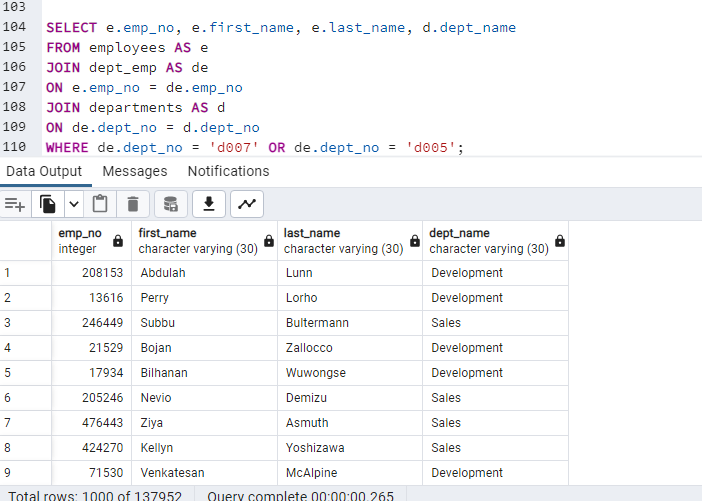 103
104 SELECT e.emp_no, e.first_name, e.last_name, d.dept_name
105 FROM employees AS e
106 JOIN dept_emp AS de
107 ON e.emp_no = de.emp_no
108 JOIN departments AS d
109 ON de.dept_no = d.dept_no
110 WHERE de.dept_no = 'd007' OR de.dept_no = 'd005';
Data Output Messages Notifications
emp_no first_name last_name dept_name
integer character varying (30) character varying (30) character varying (30)
1 208153 Abdulah Lunn Development
2 13616 Perry Lorho Development
3 246449 Subbu Bultermann Sales
4 21529 Bojan Zallocco Development
5 17934 Bilhanan Wuwongse Development
6 205246 Nevio Demizu Sales
7 476443 Ziya Asmuth Sales
8 424270 Kellyn Yoshizawa Sales
9 71530 Venkatesan McAlpine Development
Total rows: 1000 of 137952 Query complete 00:00:00.265